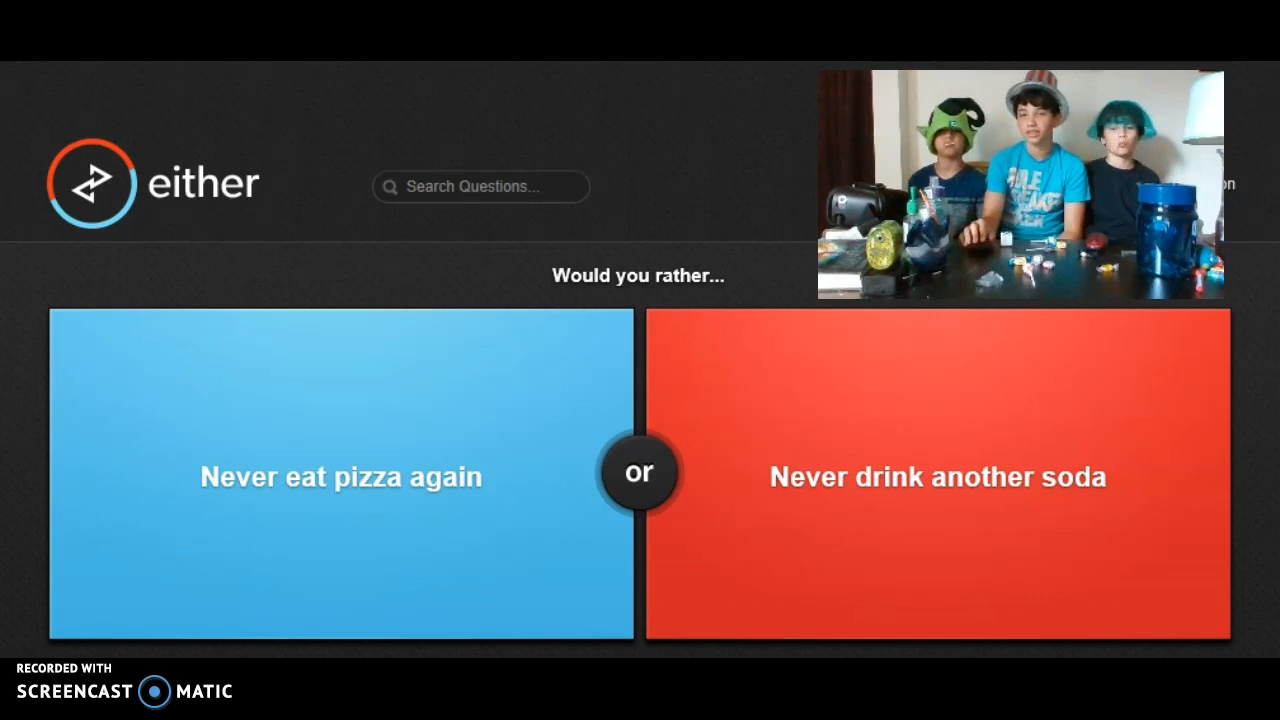 either
Search Questions...
on
Would you rather...
Never eat pizza again
or
Never drink another soda
RECORDED WITH
SCREENCAST MATIC